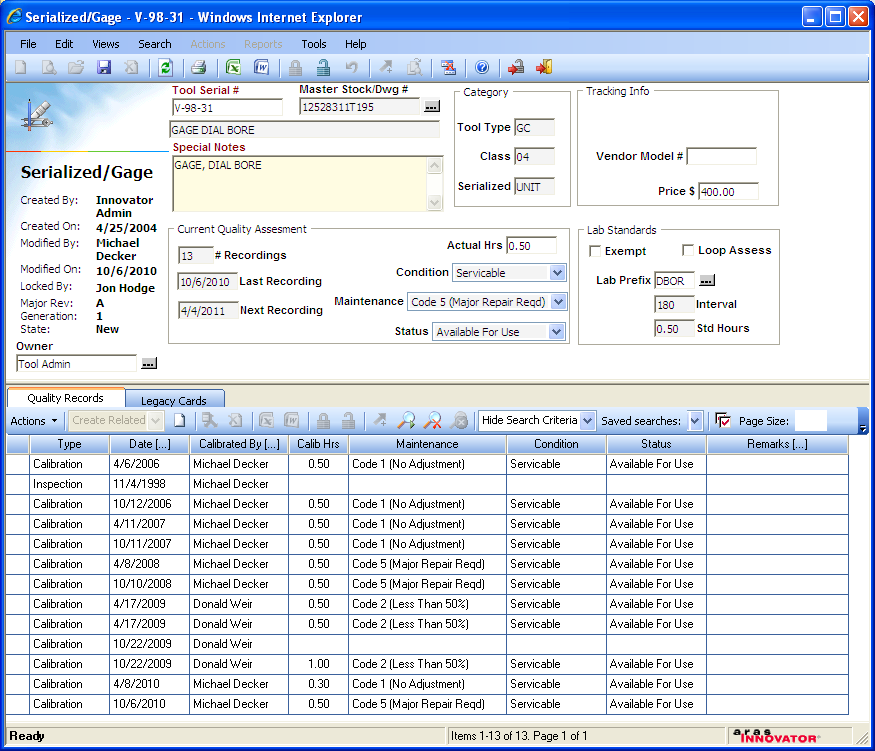 Serialized/Gage - V-98-31 - Windows Internet Explorer
File Edit Views Search Actions Reports Tools Help
Tool Serial # Master Stock/Dwg #
V-98-31 12528311T195 ...
GAGE DIAL BORE
Special Notes
GAGE, DIAL BORE
Category
Tool Type GC
Class 04
Serialized UNIT
Tracking Info
Vendor Model #
Price $ 400.00
Serialized/Gage
Created By: Innovator Admin
Created On: 4/25/2004
Modified By: Michael Decker
Modified On: 10/6/2010
Locked By: Jon Hodge
Major Rev: A
Generation: 1
State: New
Owner
Tool Admin ...
Current Quality Assesment
13 # Recordings
10/6/2010 Last Recording
4/4/2011 Next Recording
Actual Hrs 0.50
Condition Servicable
Maintenance Code 5 (Major Repair Reqd)
Status Available For Use
Lab Standards
Exempt Loop Assess
Lab Prefix DBOR ...
180 Interval
0.50 Std Hours
Quality Records Legacy Cards
Actions Create Related Hide Search Criteria Saved searches: Page Size:
Type Date [...] Calibrated By [...] Calib Hrs Maintenance Condition Status Remarks [...]
Calibration 4/6/2006 Michael Decker 0.50 Code 1 (No Adjustment) Servicable Available For Use
Inspection 11/4/1998 Michael Decker
Calibration 10/12/2006 Michael Decker 0.50 Code 1 (No Adjustment) Servicable Available For Use
Calibration 4/11/2007 Michael Decker 0.50 Code 1 (No Adjustment) Servicable Available For Use
Calibration 10/11/2007 Michael Decker 0.50 Code 1 (No Adjustment) Servicable Available For Use
Calibration 4/8/2008 Michael Decker 0.50 Code 5 (Major Repair Reqd) Servicable Available For Use
Calibration 10/10/2008 Michael Decker 0.50 Code 5 (Major Repair Reqd) Servicable Available For Use
Calibration 4/17/2009 Donald Weir 0.50 Code 2 (Less Than 50%) Servicable Available For Use
Calibration 4/17/2009 Donald Weir 0.50 Code 2 (Less Than 50%) Servicable Available For Use
Calibration 10/22/2009 Donald Weir
Calibration 10/22/2009 Donald Weir 1.00 Code 2 (Less Than 50%) Servicable Available For Use
Calibration 4/8/2010 Michael Decker 0.30 Code 1 (No Adjustment) Servicable Available For Use
Calibration 10/6/2010 Michael Decker 0.50 Code 5 (Major Repair Reqd) Servicable Available For Use
Ready Items 1-13 of 13. Page 1 of 1 aras INNOVATOR